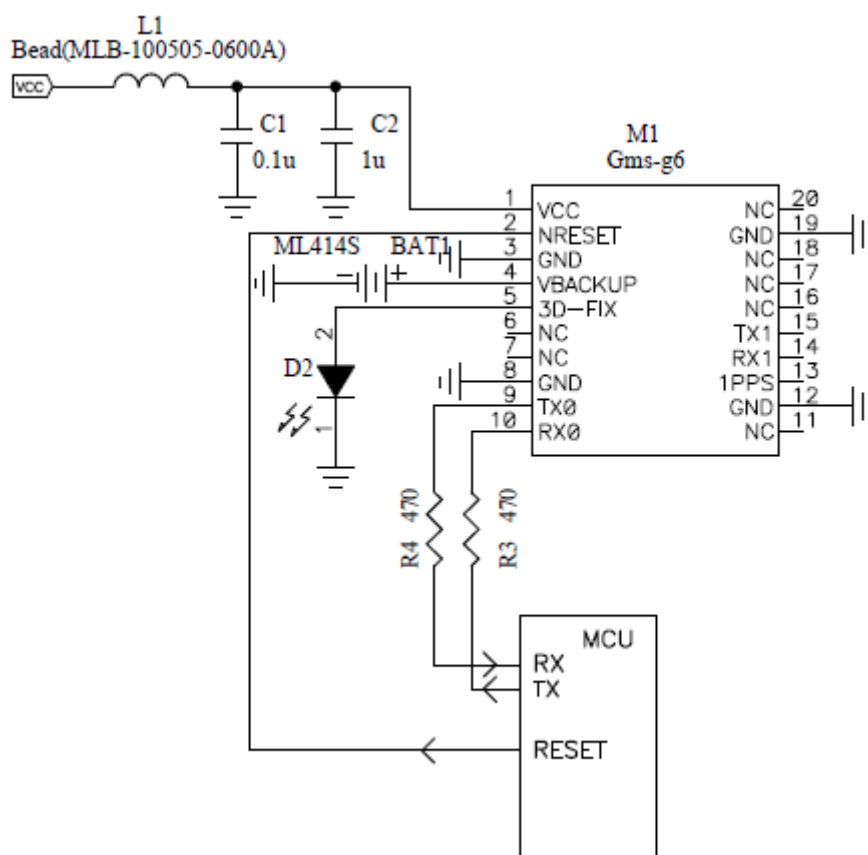 L1
Bead(MLB-100505-0600A)
VCC
C1
0.1u
C2
1u
M1
Gms-g6
1 VCC
2 NRESET
3 GND
4 VBACKUP
5 3D-FIX
6 NC
7 NC
8 GND
9 TX0
10 RX0
NC 20
GND 19
NC 18
NC 17
NC 16
TX1 15
RX1 14
1PPS 13
GND 12
NC 11
ML414S BAT1
- +
2
D2
1
R4 470
R3 470
MCU
RX
TX
RESET